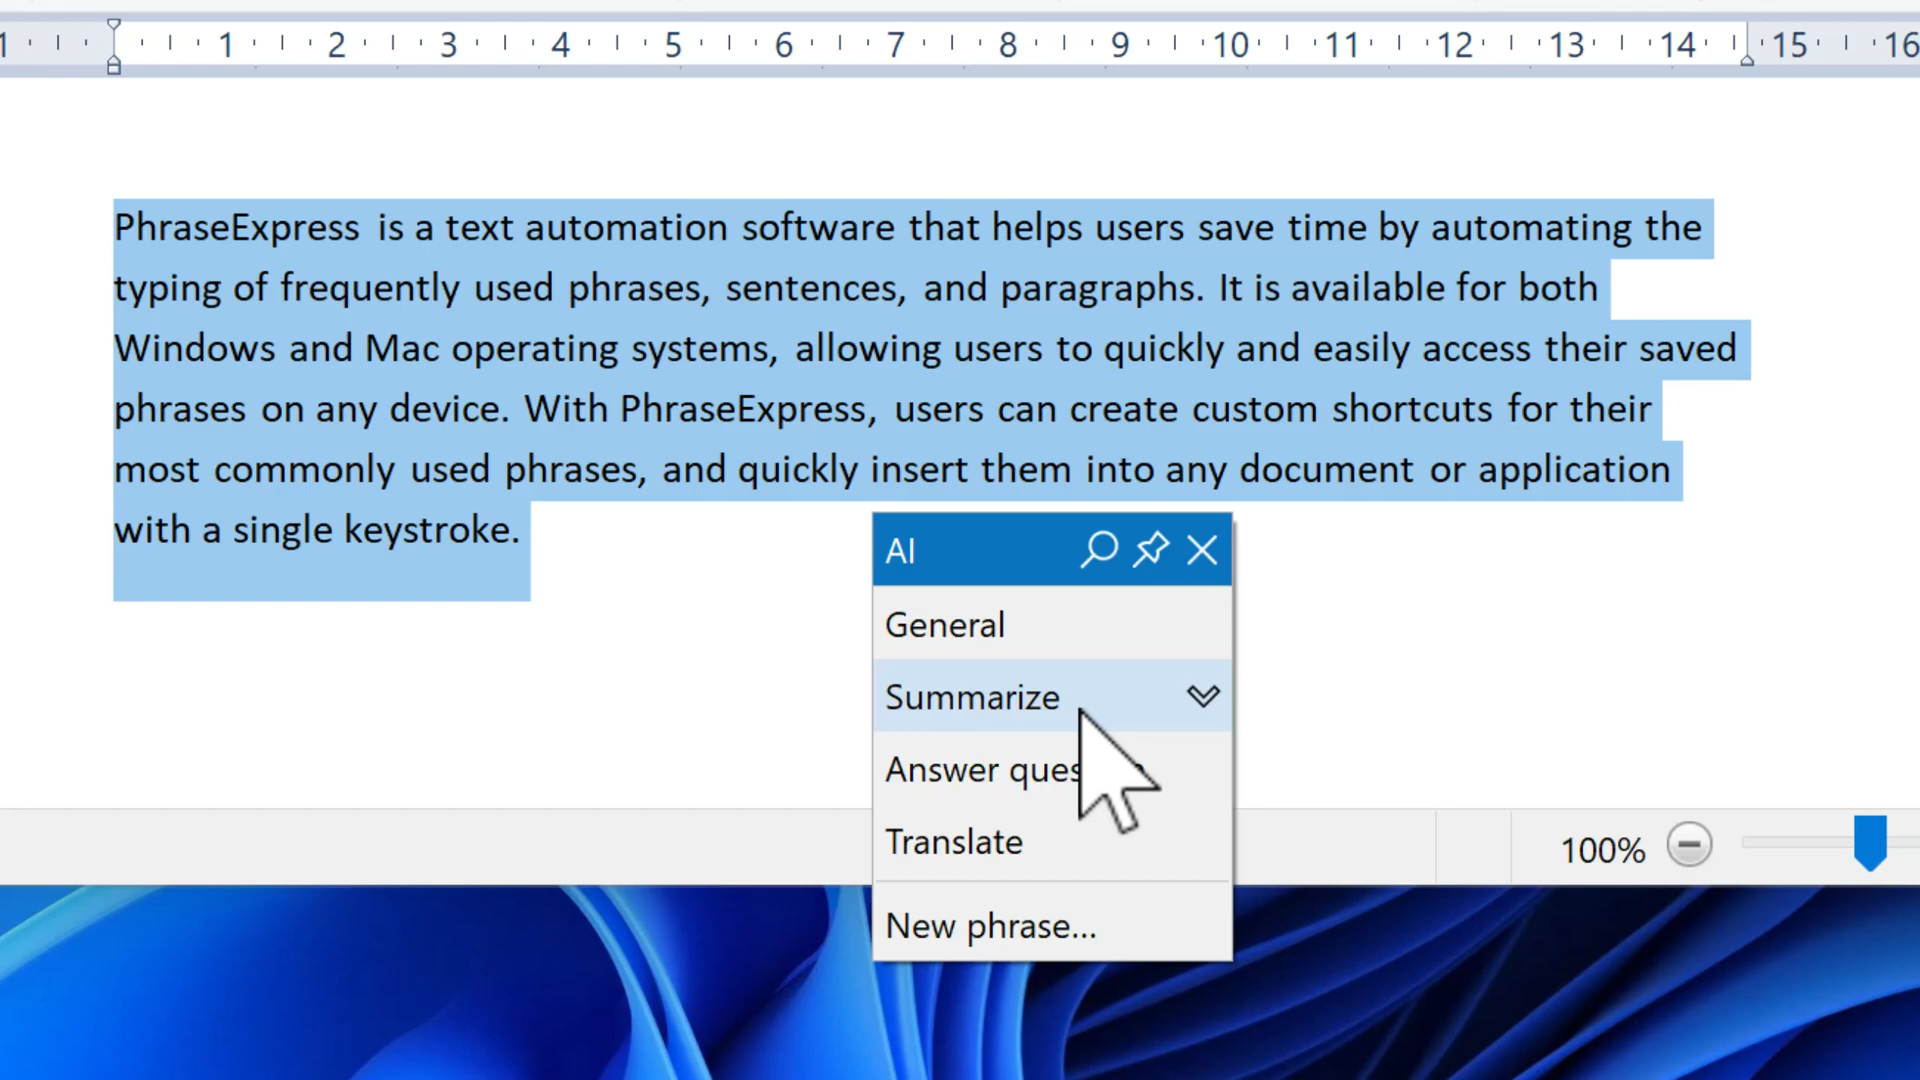 1 1 2 3 4 5 6 7 8 9 10 11 12 13 14 15 16
PhraseExpress is a text automation software that helps users save time by automating the
typing of frequently used phrases, sentences, and paragraphs. It is available for both
Windows and Mac operating systems, allowing users to quickly and easily access their saved
phrases on any device. With PhraseExpress, users can create custom shortcuts for their
most commonly used phrases, and quickly insert them into any document or application
with a single keystroke.
AI
General
Summarize
Answer
Translate
100%
New phrase...